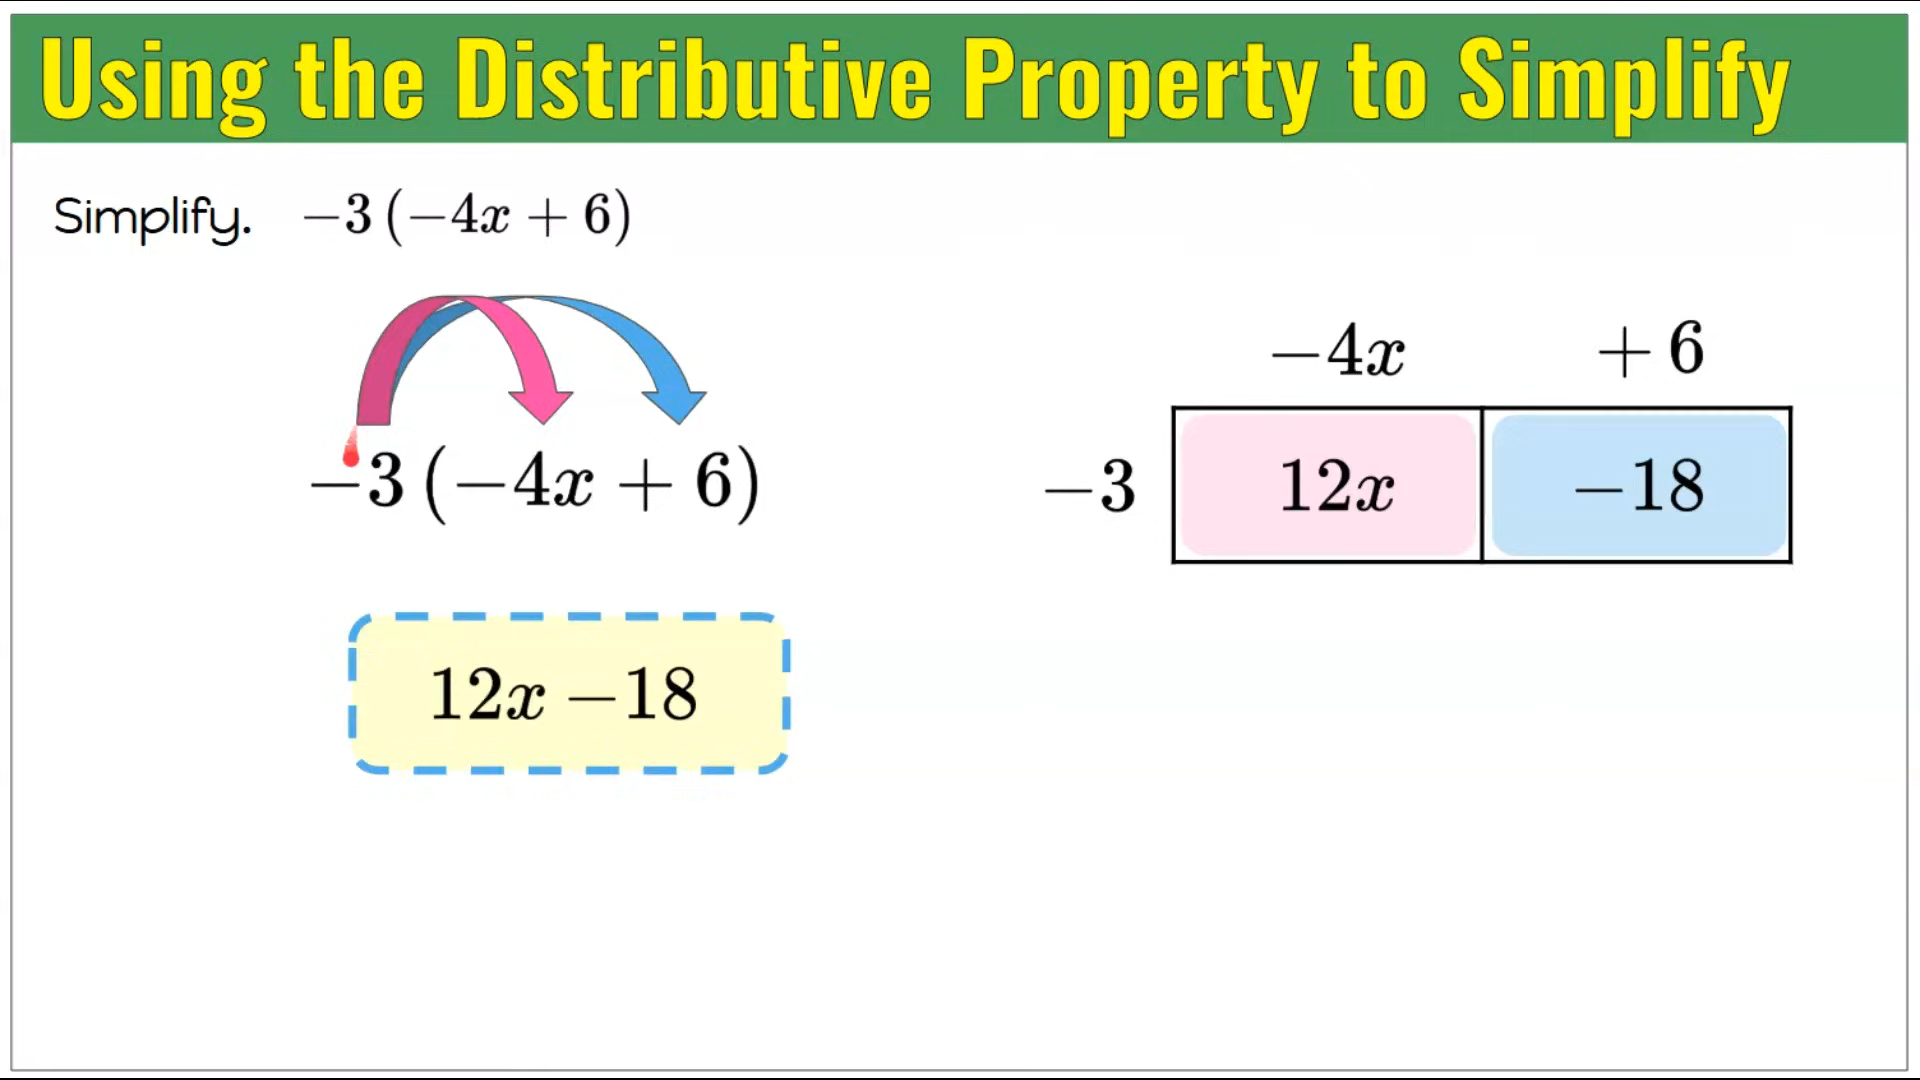 Using the Distributive Property to Simplify
Simplify. −3(−4x + 6)
−4x + 6
−3(−4x + 6)
−3 12x −18
12x −18